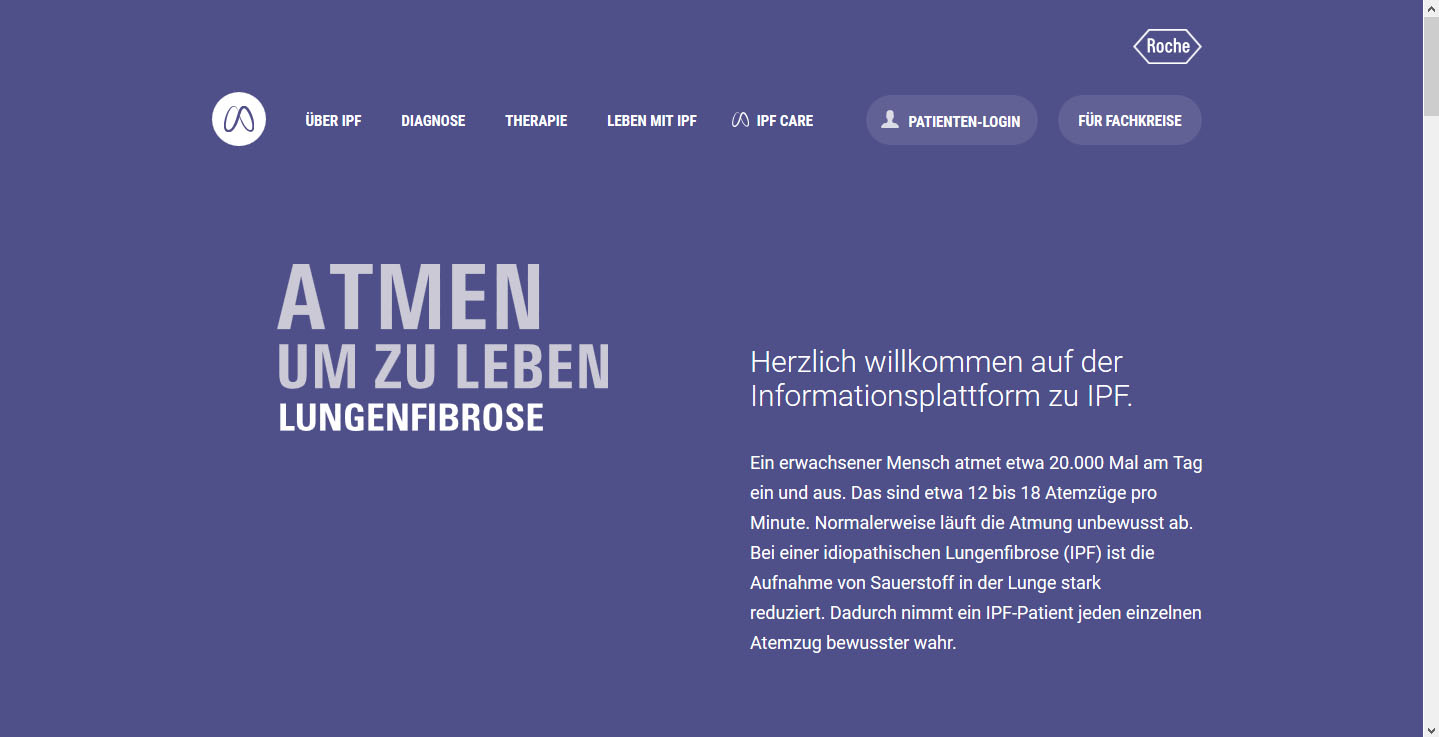 Roche
ÜBER IPF
DIAGNOSE
THERAPIE
LEBEN MIT IPF
IPF CARE
PATIENTEN-LOGIN
FÜR FACHKREISE
ATMEN
UM ZU LEBEN
LUNGENFIBROSE
Herzlich willkommen auf der
Informationsplattform zu IPF.
Ein erwachsener Mensch atmet etwa 20.000 Mal am Tag
ein und aus. Das sind etwa 12 bis 18 Atemzüge pro
Minute. Normalerweise läuft die Atmung unbewusst ab.
Bei einer idiopathischen Lungenfibrose (IPF) ist die
Aufnahme von Sauerstoff in der Lunge stark
reduziert. Dadurch nimmt ein IPF-Patient jeden einzelnen
Atemzug bewusster wahr.